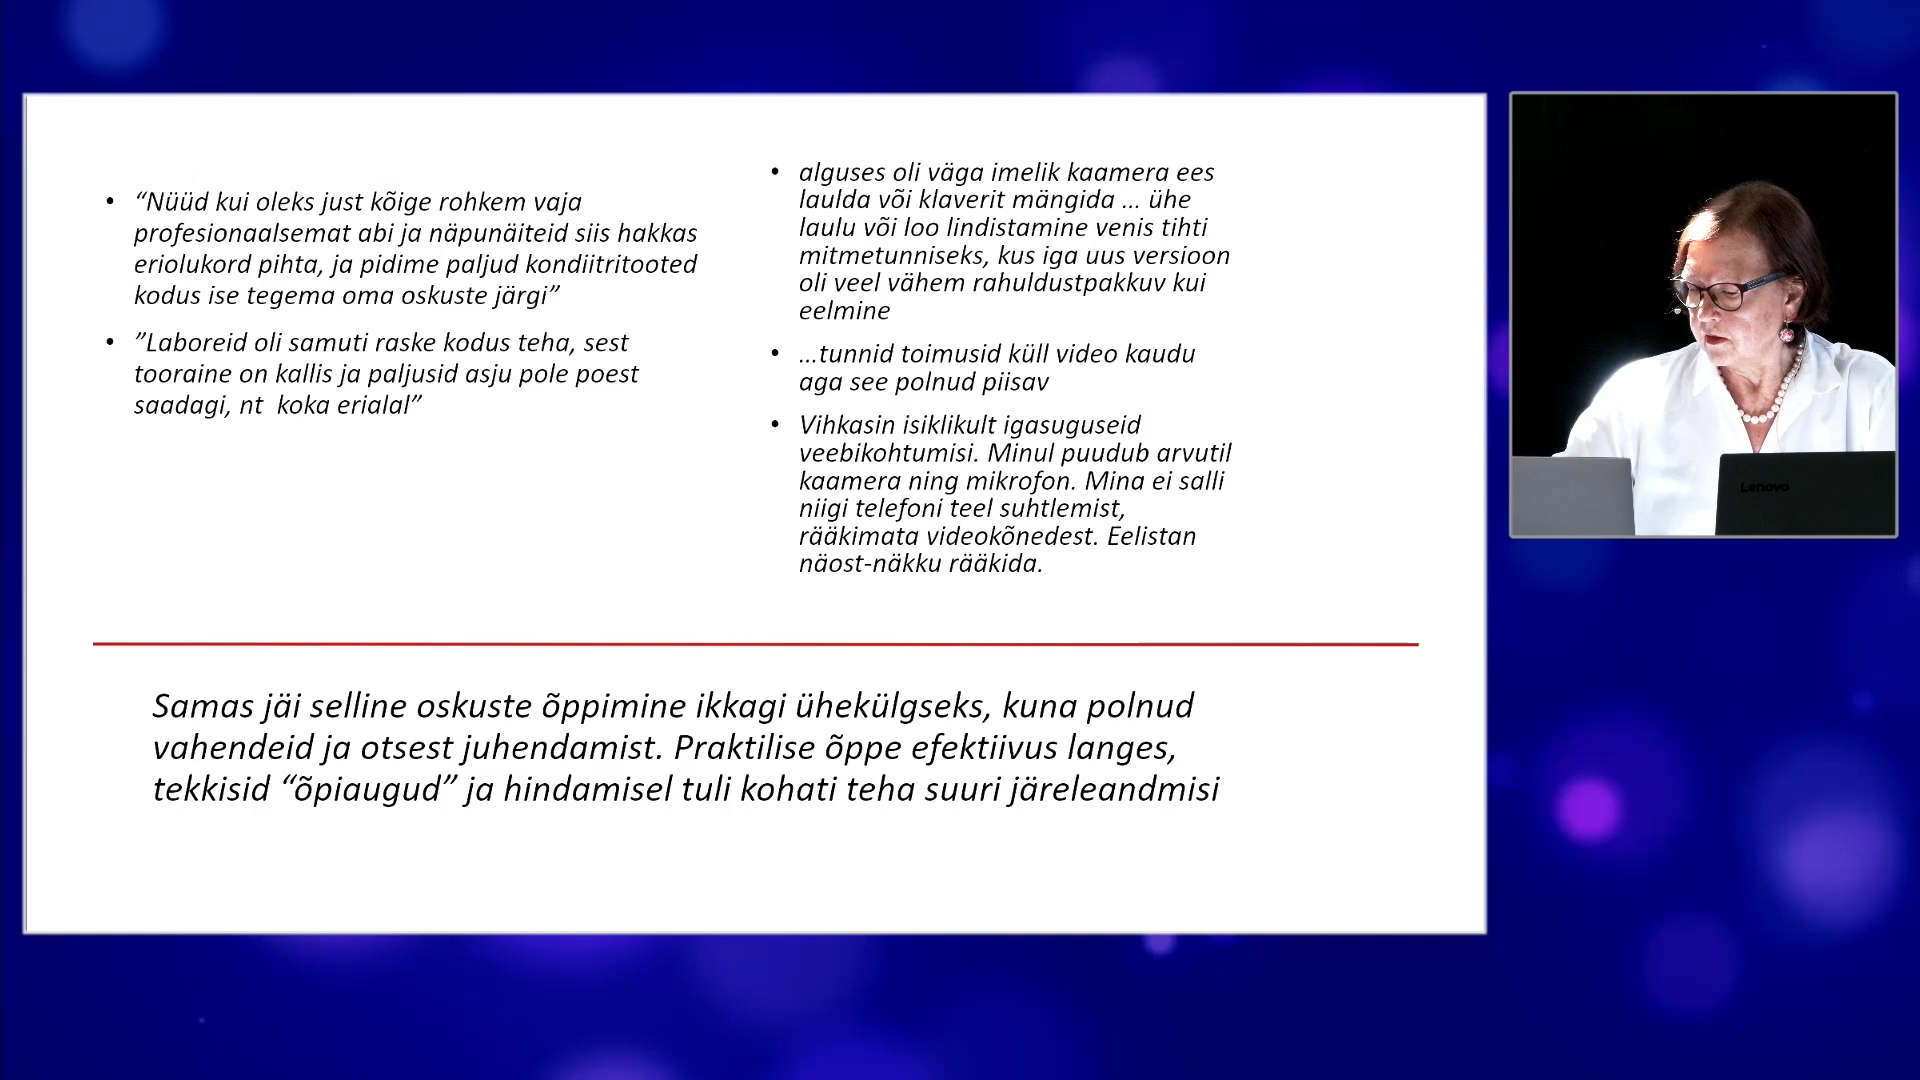 • “Nüüd kui oleks just kõige rohkem vaja
profesionaalsemat abi ja näpunäiteid siis hakkas
eriolukord pihta, ja pidime paljud kondiitritooted
kodus ise tegema oma oskuste järgi”
• ”Laboreid oli samuti raske kodus teha, sest
tooraine on kallis ja paljusid asju pole poest
saadagi, nt koka erialal”
• alguses oli väga imelik kaamera ees
laulda või klaverit mängida … ühe
laulu või loo lindistamine venis tihti
mitmetunniseks, kus iga uus versioon
oli veel vähem rahuldustpakkuv kui
eelmine
• …tunnid toimusid küll video kaudu
aga see polnud piisav
• Vihkasin isiklikult igasuguseid
veebikohtumisi. Minul puudub arvutil
kaamera ning mikrofon. Mina ei salli
niigi telefoni teel suhtlemist,
rääkimata videokõnedest. Eelistan
näost-näkku rääkida.
Samas jäi selline oskuste õppimine ikkagi ühekülgseks, kuna polnud
vahendeid ja otsest juhendamist. Praktilise õppe efektiivus langes,
tekkisid “õpiaugud” ja hindamisel tuli kohati teha suuri järeleandmisi
Lenovo